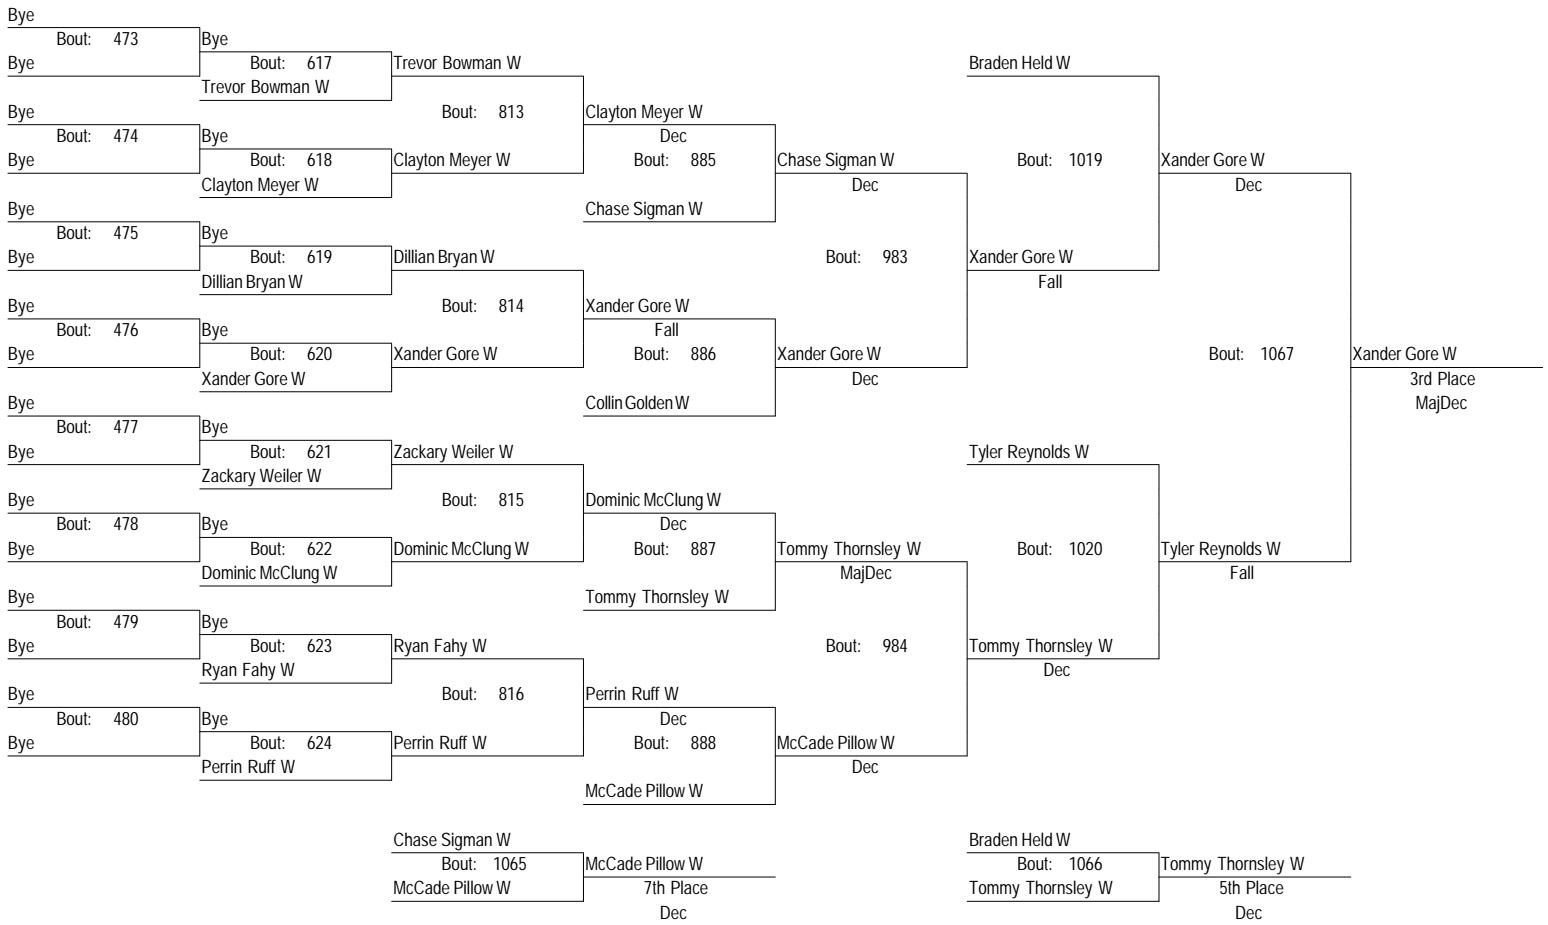 Bye
Bout: 473 Bye
Bye Bout: 617 Trevor Bowman W Braden Held W
Trevor Bowman W
Bye Bout: 813 Clayton Meyer W
Bout: 474 Bye Dec
Bye Bout: 618 Clayton Meyer W Bout: 885 Chase Sigman W Bout: 1019 Xander Gore W
Clayton Meyer W Dec Dec
Bye Chase Sigman W
Bout: 475 Bye
Bye Bout: 619 Dillian Bryan W Bout: 983 Xander Gore W
Dillian Bryan W Fall
Bye Bout: 814 Xander Gore W
Bout: 476 Bye Fall
Bye Bout: 620 Xander Gore W Bout: 886 Xander Gore W Bout: 1067 Xander Gore W
Xander Gore W Dec 3rd Place
Bye Collin Golden W MajDec
Bout: 477 Bye
Bye Bout: 621 Zackary Weiler W Tyler Reynolds W
Zackary Weiler W
Bye Bout: 815 Dominic McClung W
Bout: 478 Bye Dec
Bye Bout: 622 Dominic McClung W Bout: 887 Tommy Thornsley W Bout: 1020 Tyler Reynolds W
Dominic McClung W MajDec Fall
Bye Tommy Thornsley W
Bout: 479 Bye
Bye Bout: 623 Ryan Fahy W Bout: 984 Tommy Thornsley W
Ryan Fahy W Dec
Bye Bout: 816 Perrin Ruff W
Bout: 480 Bye Dec
Bye Bout: 624 Perrin Ruff W Bout: 888 McCade Pillow W
Perrin Ruff W Dec
McCade Pillow W
Chase Sigman W Braden Held W
Bout: 1065 McCade Pillow W Bout: 1066 Tommy Thornsley W
McCade Pillow W 7th Place Tommy Thornsley W 5th Place
Dec Dec